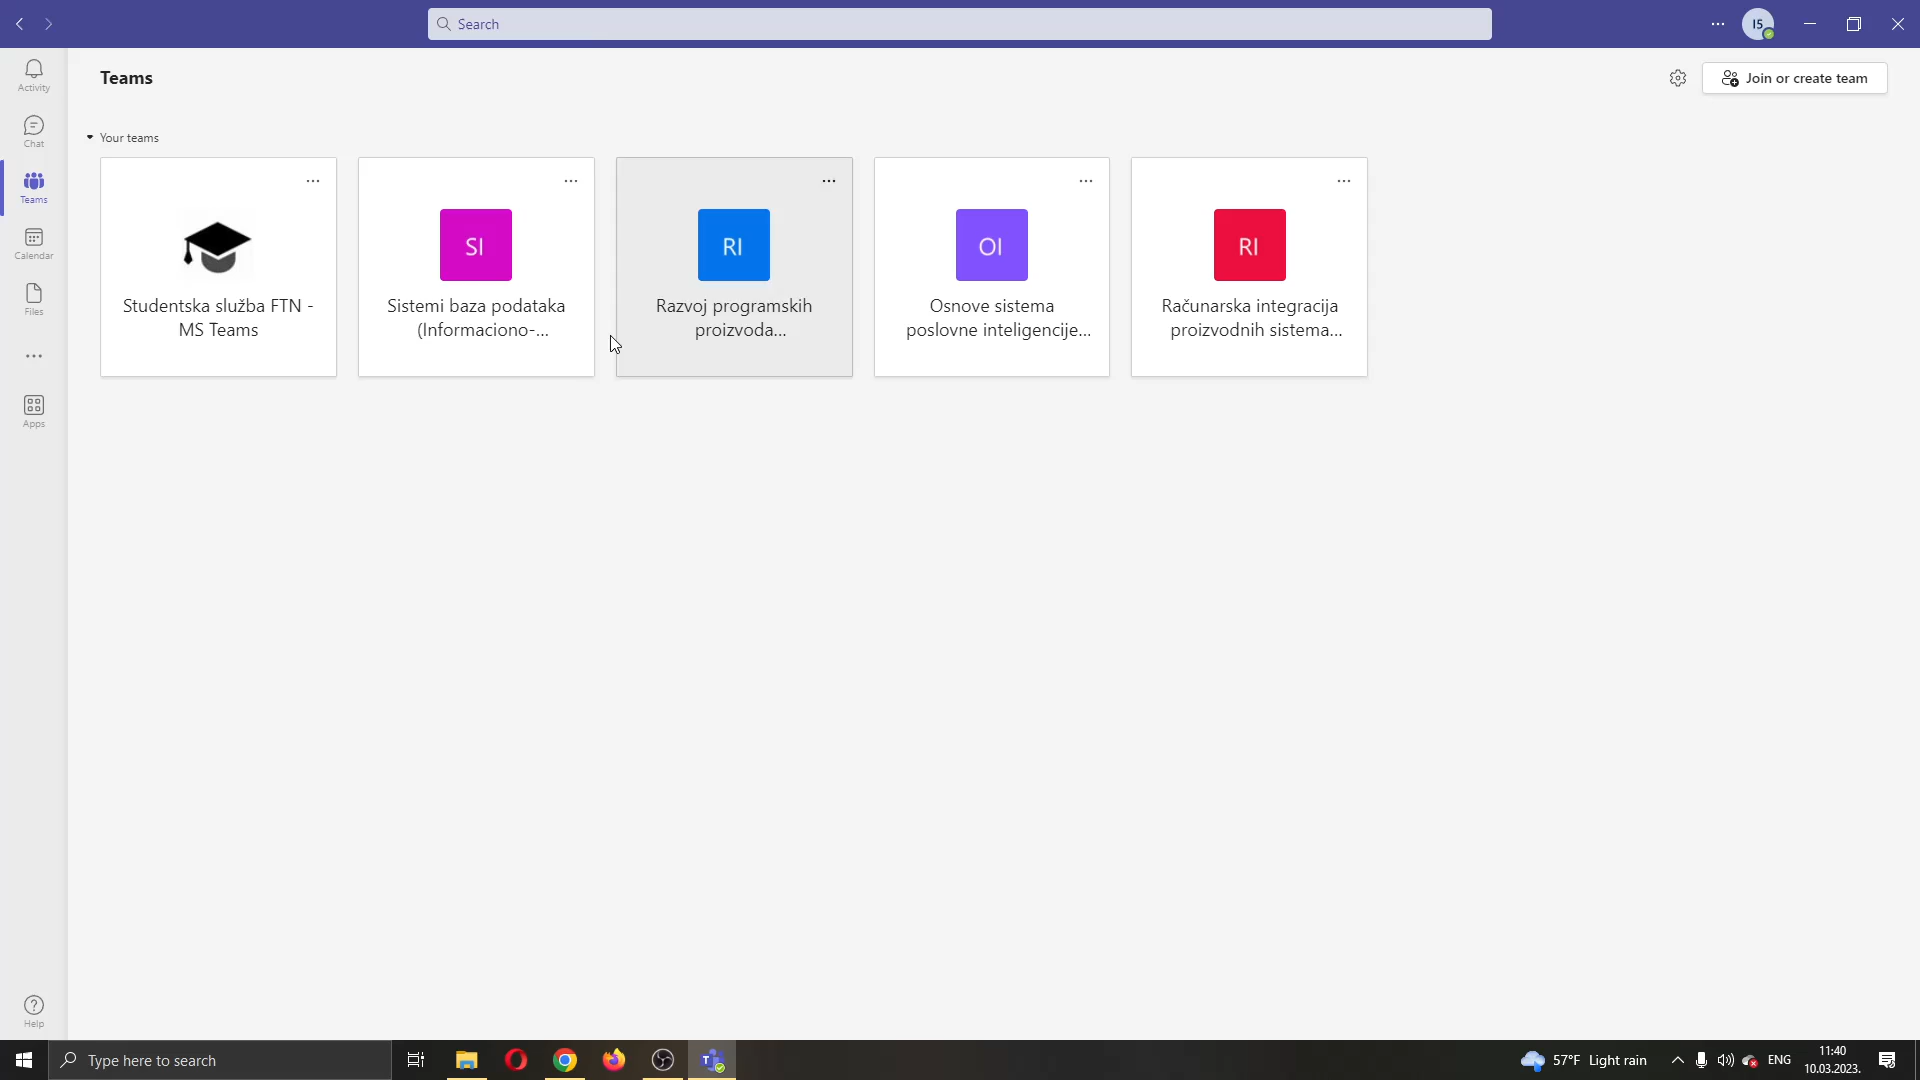 Search
I5
Activity
Chat
Teams
Calendar
Files
Apps
Help
Teams
Join or create team
Your teams
Studentska služba FTN -
MS Teams
SI
Sistemi baza podataka
(Informaciono-...
RI
Razvoj programskih
proizvoda...
OI
Osnove sistema
poslovne inteligencije...
RI
Računarska integracija
proizvodnih sistema...
Type here to search
57°F Light rain
ENG
11:40
10.03.2023.